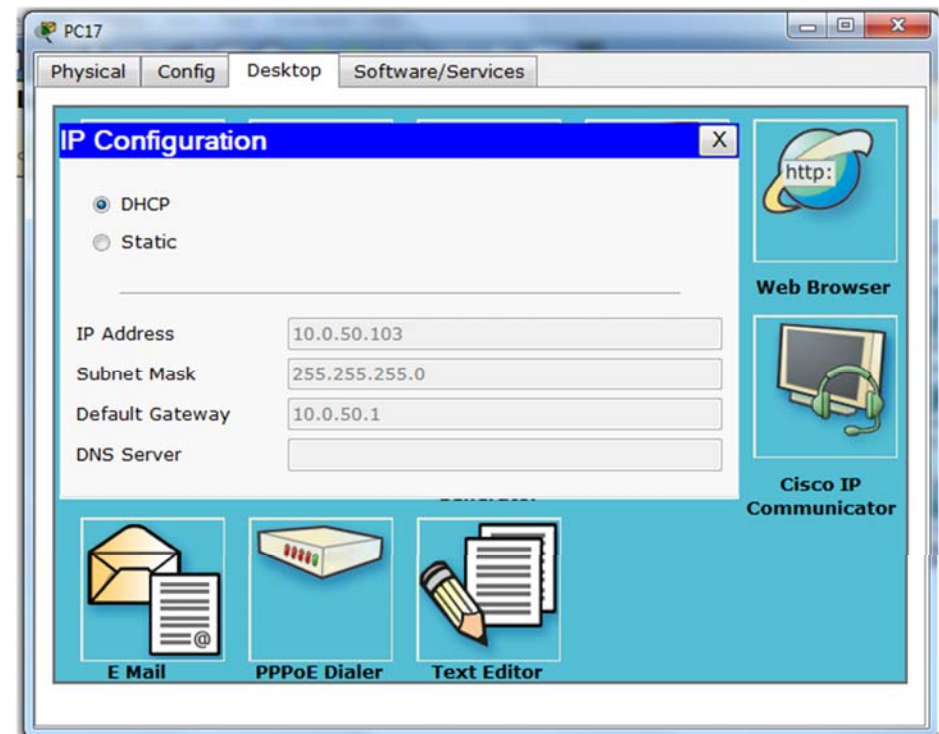 PC17
Physical Config Desktop Software/Services
IP Configuration X
http:
DHCP
Static
Web Browser
IP Address 10.0.50.103
Subnet Mask 255.255.255.0
Default Gateway 10.0.50.1
DNS Server
Cisco IP
Communicator
@
E Mail PPPoE Dialer Text Editor